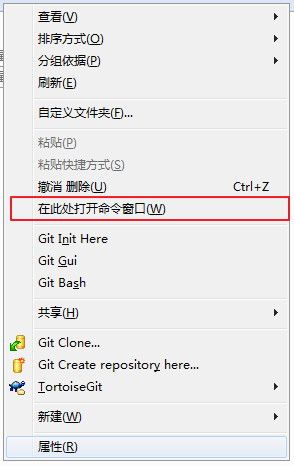 查看(V)
排序方式(O)
分组依据(P)
刷新(E)
自定义文件夹(F)...
粘贴(P)
粘贴快捷方式(S)
撤消 删除(U) Ctrl+Z
在此处打开命令窗口(W)
Git Init Here
Git Gui
Git Bash
共享(H)
Git Clone...
Git Create repository here...
TortoiseGit
新建(W)
属性(R)